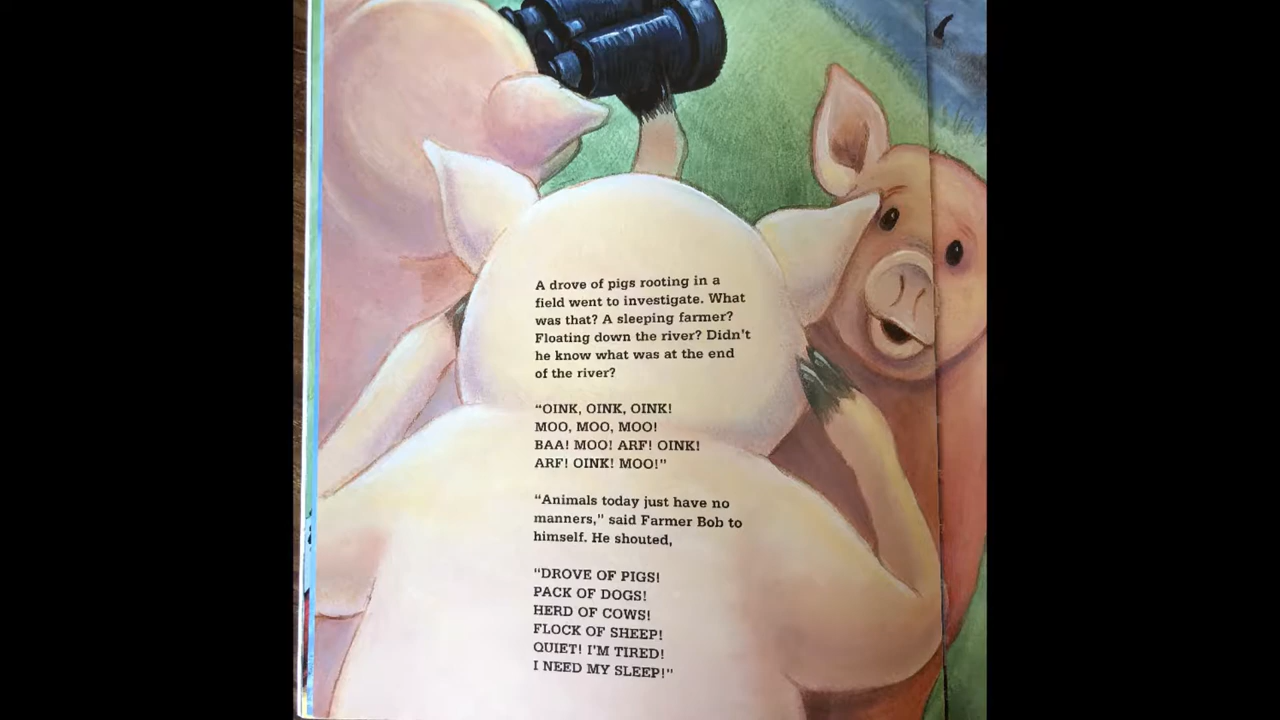 A drove of pigs rooting in a
field went to investigate. What
was that? A sleeping farmer?
Floating down the river? Didn't
he know what was at the end
of the river?
"OINK, OINK, OINK!
MOO, MOO, MOO!
BAA! MOO! ARF! OINK!
ARF! OINK! MOO!"
"Animals today just have no
manners," said Farmer Bob to
himself. He shouted,
"DROVE OF PIGS!
PACK OF DOGS!
HERD OF COWS!
FLOCK OF SHEEP!
QUIET! I'M TIRED!
I NEED MY SLEEP!"